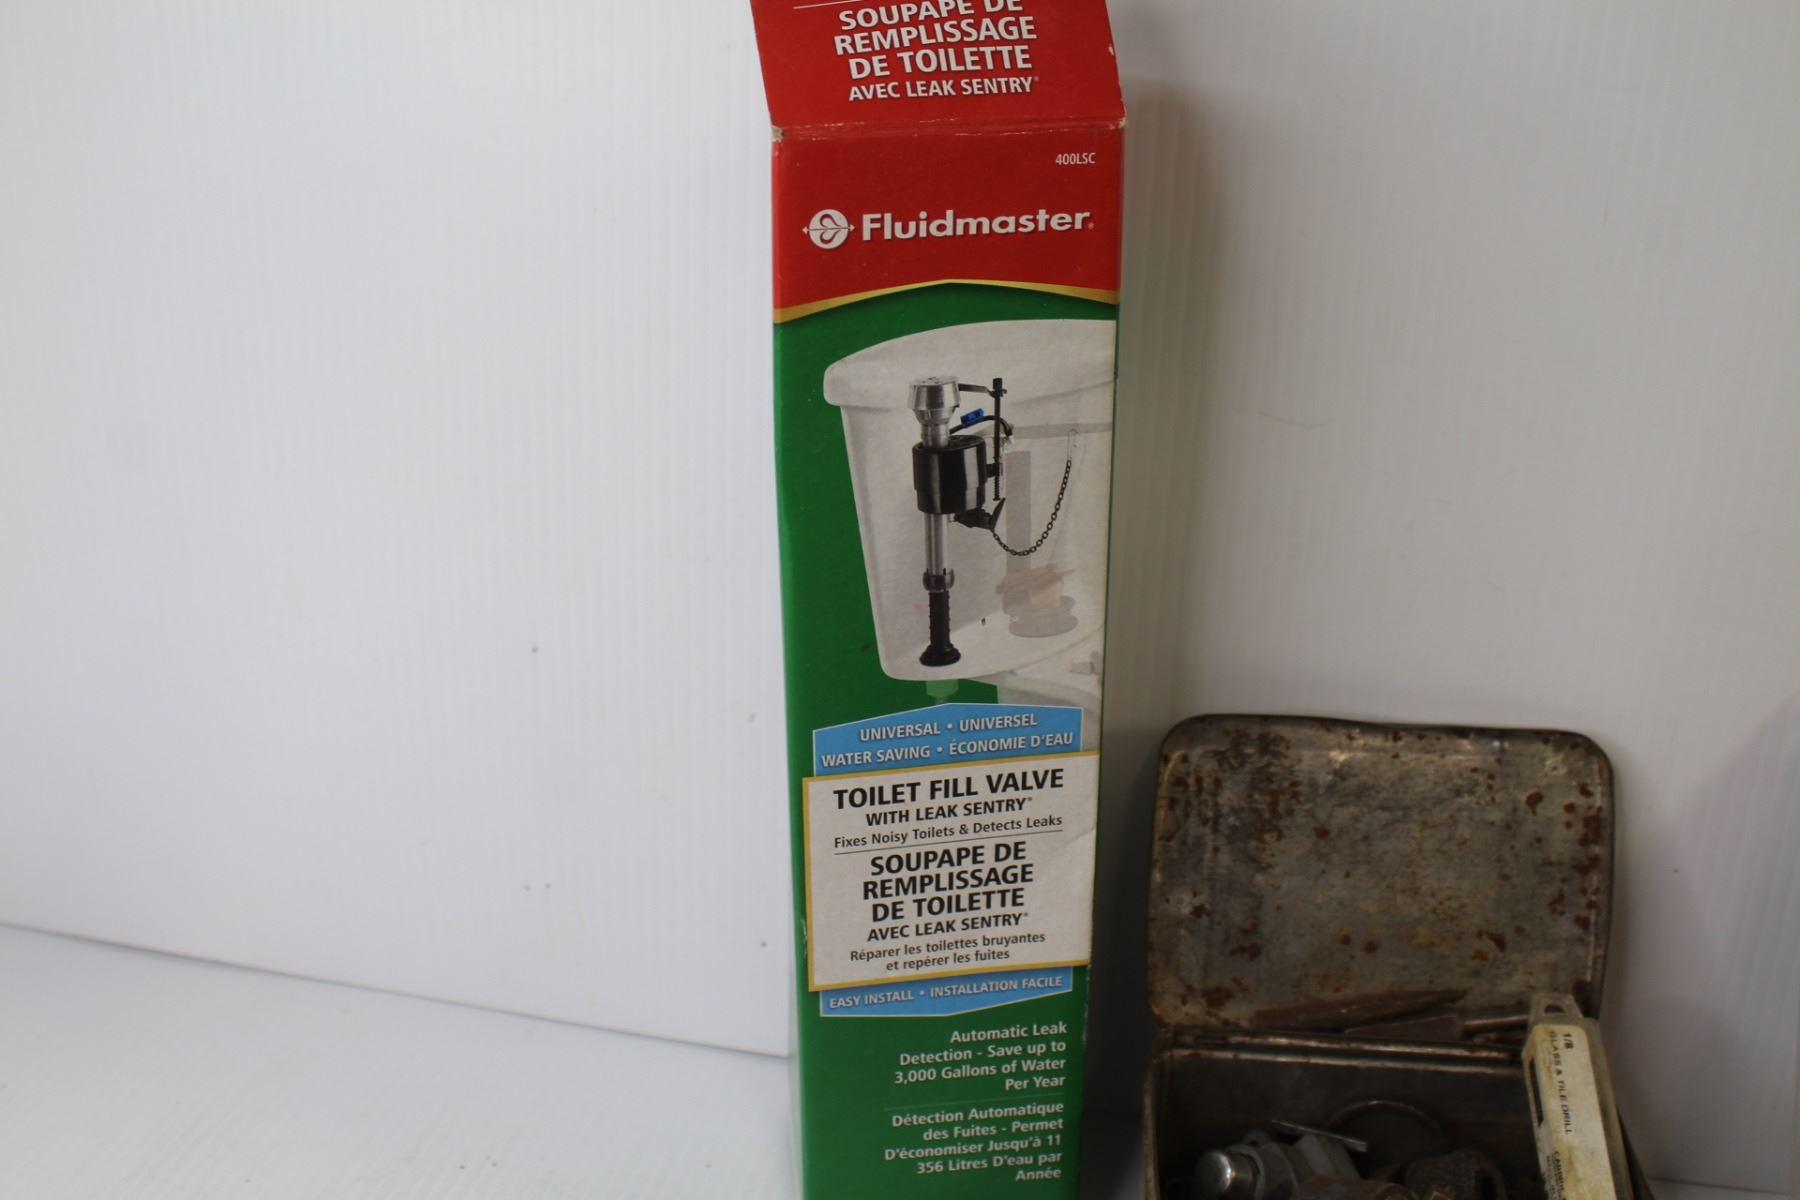 SOUPAPE DE
REMPLISSAGE
DE TOILETTE
AVEC LEAK SENTRY®
400LSC
Fluidmaster®
UNIVERSAL • UNIVERSEL
WATER SAVING • ÉCONOMIE D'EAU
TOILET FILL VALVE
WITH LEAK SENTRY®
Fixes Noisy Toilets & Detects Leaks
SOUPAPE DE
REMPLISSAGE
DE TOILETTE
AVEC LEAK SENTRY®
Réparer les toilettes bruyantes
et repérer les fuites
EASY INSTALL • INSTALLATION FACILE
Automatic Leak
Detection - Save up to
3,000 Gallons of Water
Per Year
Détection Automatique
des Fuites - Permet
D'économiser Jusqu'à 11
356 Litres D'eau par
Année
1/8
GLASS & TILE DRILL